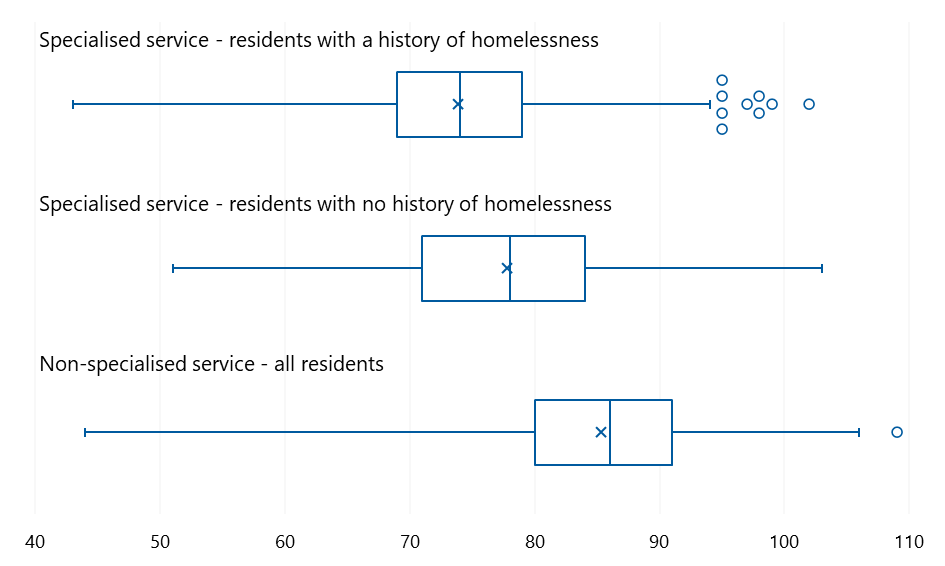 Specialised service - residents with a history of homelessness
Specialised service - residents with no history of homelessness
Non-specialised service - all residents
40 50 60 70 80 90 100 110